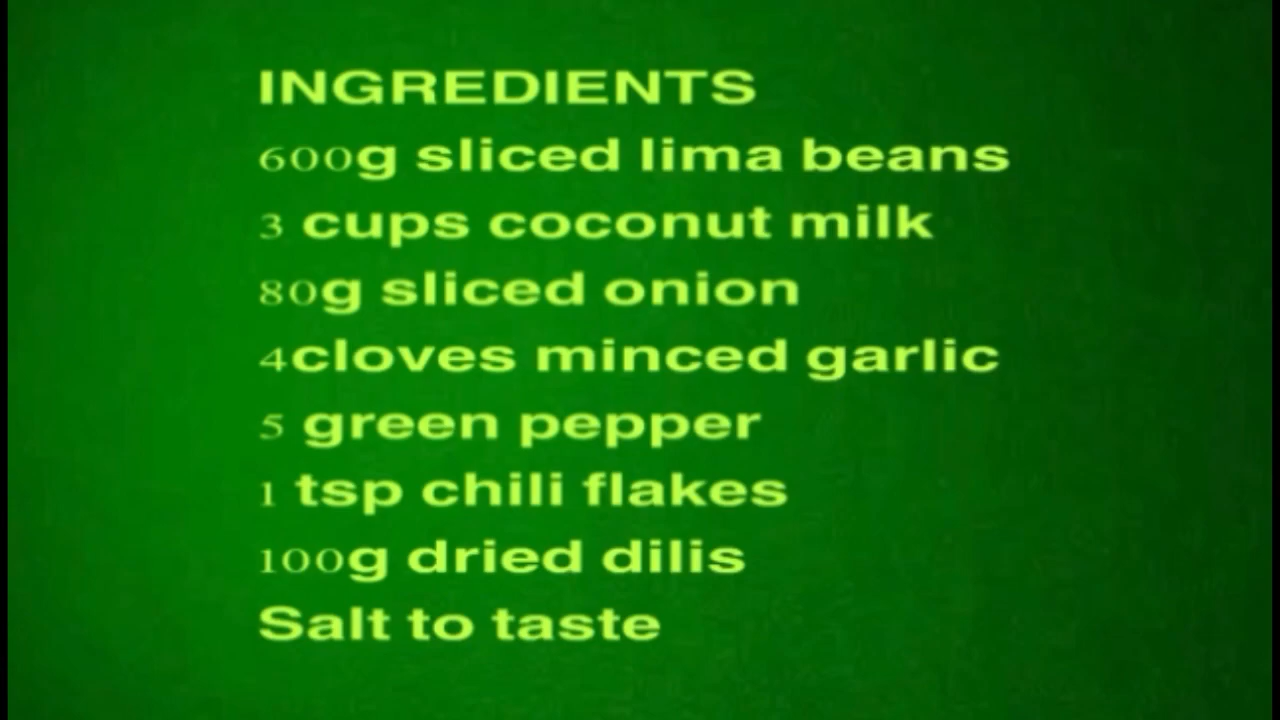 INGREDIENTS
600g sliced lima beans
3 cups coconut milk
80g sliced onion
4cloves minced garlic
5 green pepper
1 tsp chili flakes
100g dried dilis
Salt to taste